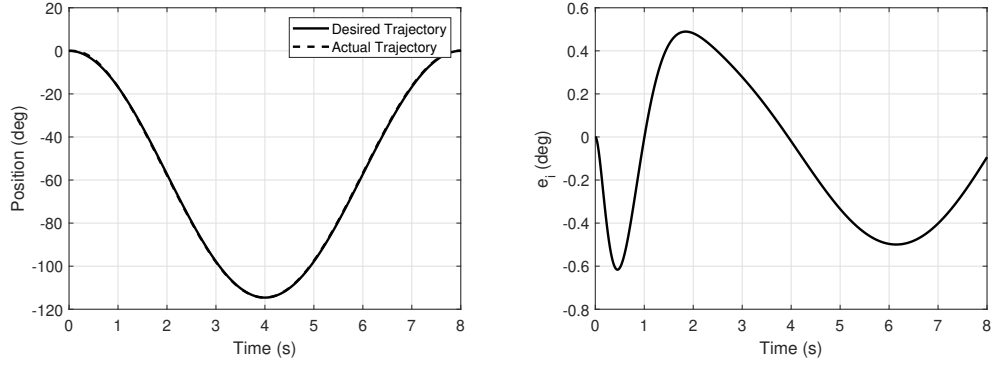 20
0
-20
-40
-60
-80
-100
-120
0 1 2 3 4 5 6 7 8
Time (s)
Position (deg)
Desired Trajectory
Actual Trajectory
0.6
0.4
0.2
0
-0.2
-0.4
-0.6
-0.8
0 1 2 3 4 5 6 7 8
Time (s)
e_i (deg)